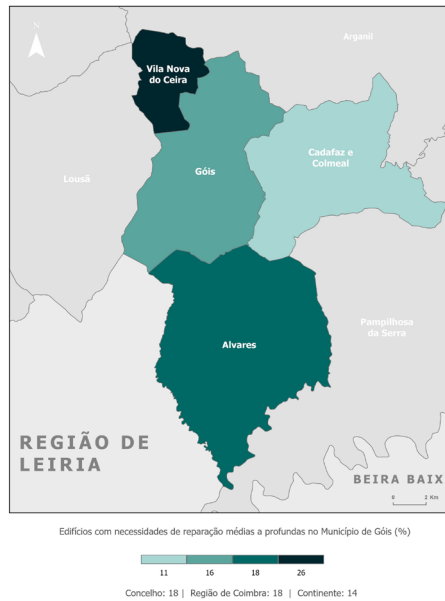 N
Arganil
Vila Nova
do Ceira
Cadafaz e
Colmeal
Góis
Lousã
Pampilhosa
da Serra
Alvares
REGIÃO DE
LEIRIA
BEIRA BAIX
0 2 Km
Edifícios com necessidades de reparação médias a profundas no Município de Góis (%)
11 16 18 26
Concelho: 18 | Região de Coimbra: 18 | Continente: 14